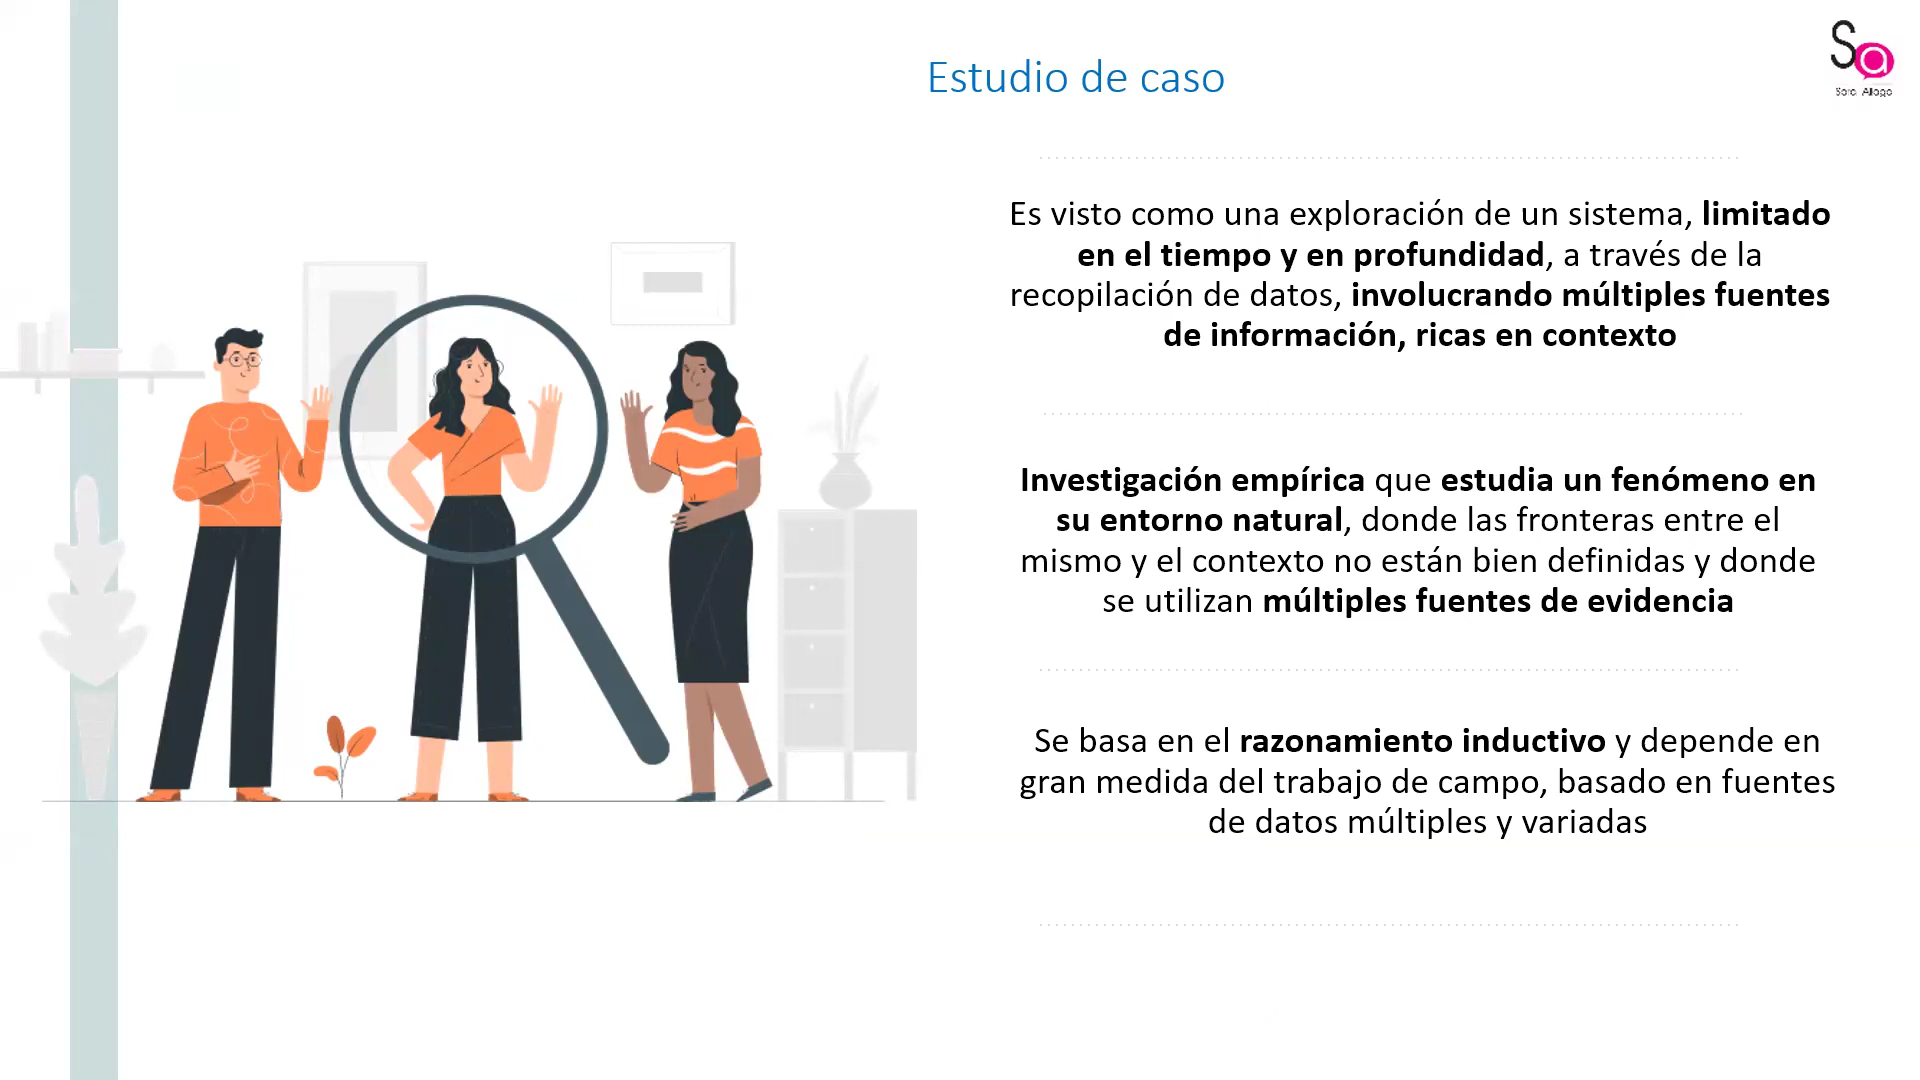 Estudio de caso
Sa
Sara Aliaga
Es visto como una exploración de un sistema, limitado
en el tiempo y en profundidad, a través de la
recopilación de datos, involucrando múltiples fuentes
de información, ricas en contexto
Investigación empírica que estudia un fenómeno en
su entorno natural, donde las fronteras entre el
mismo y el contexto no están bien definidas y donde
se utilizan múltiples fuentes de evidencia
Se basa en el razonamiento inductivo y depende en
gran medida del trabajo de campo, basado en fuentes
de datos múltiples y variadas